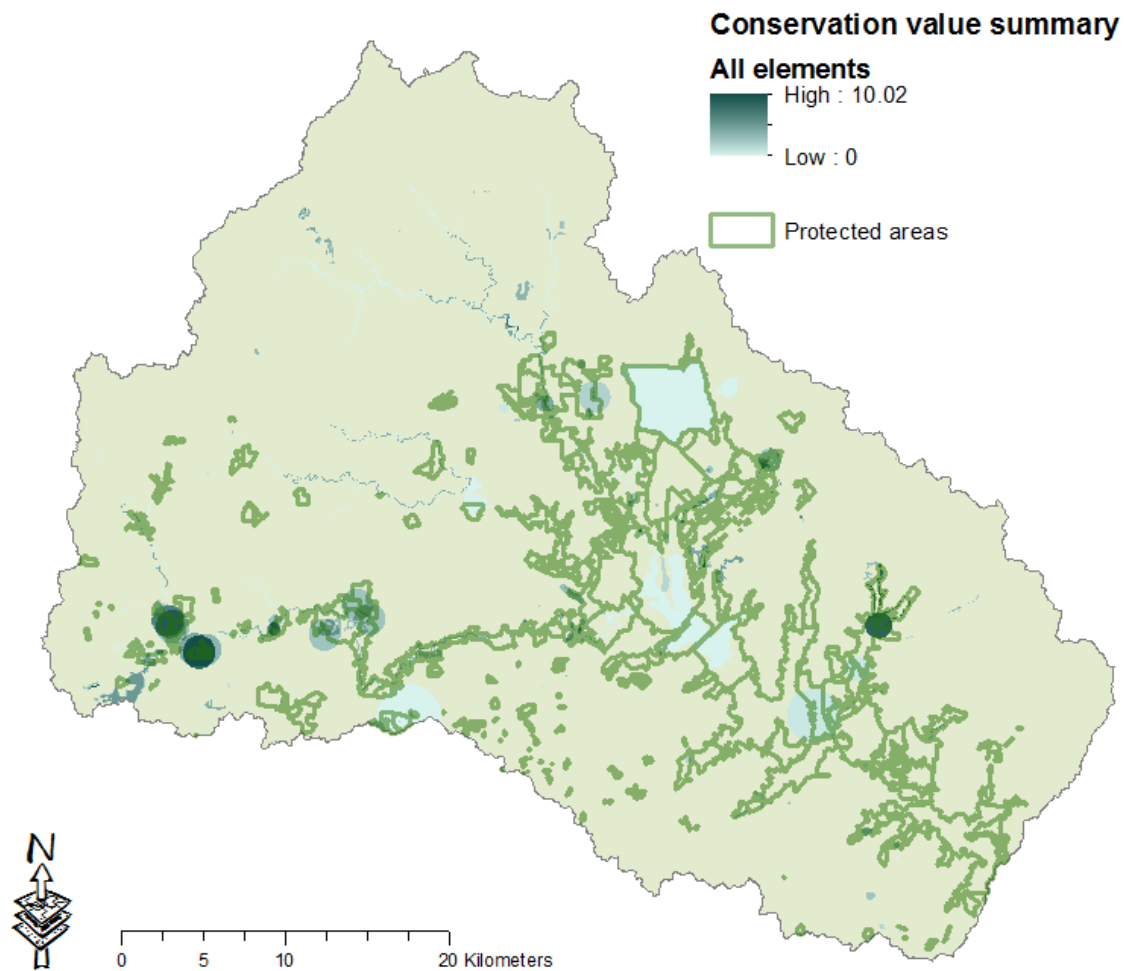 Conservation value summary
All elements
High : 10.02
Low : 0
Protected areas
N
0 5 10 20 Kilometers